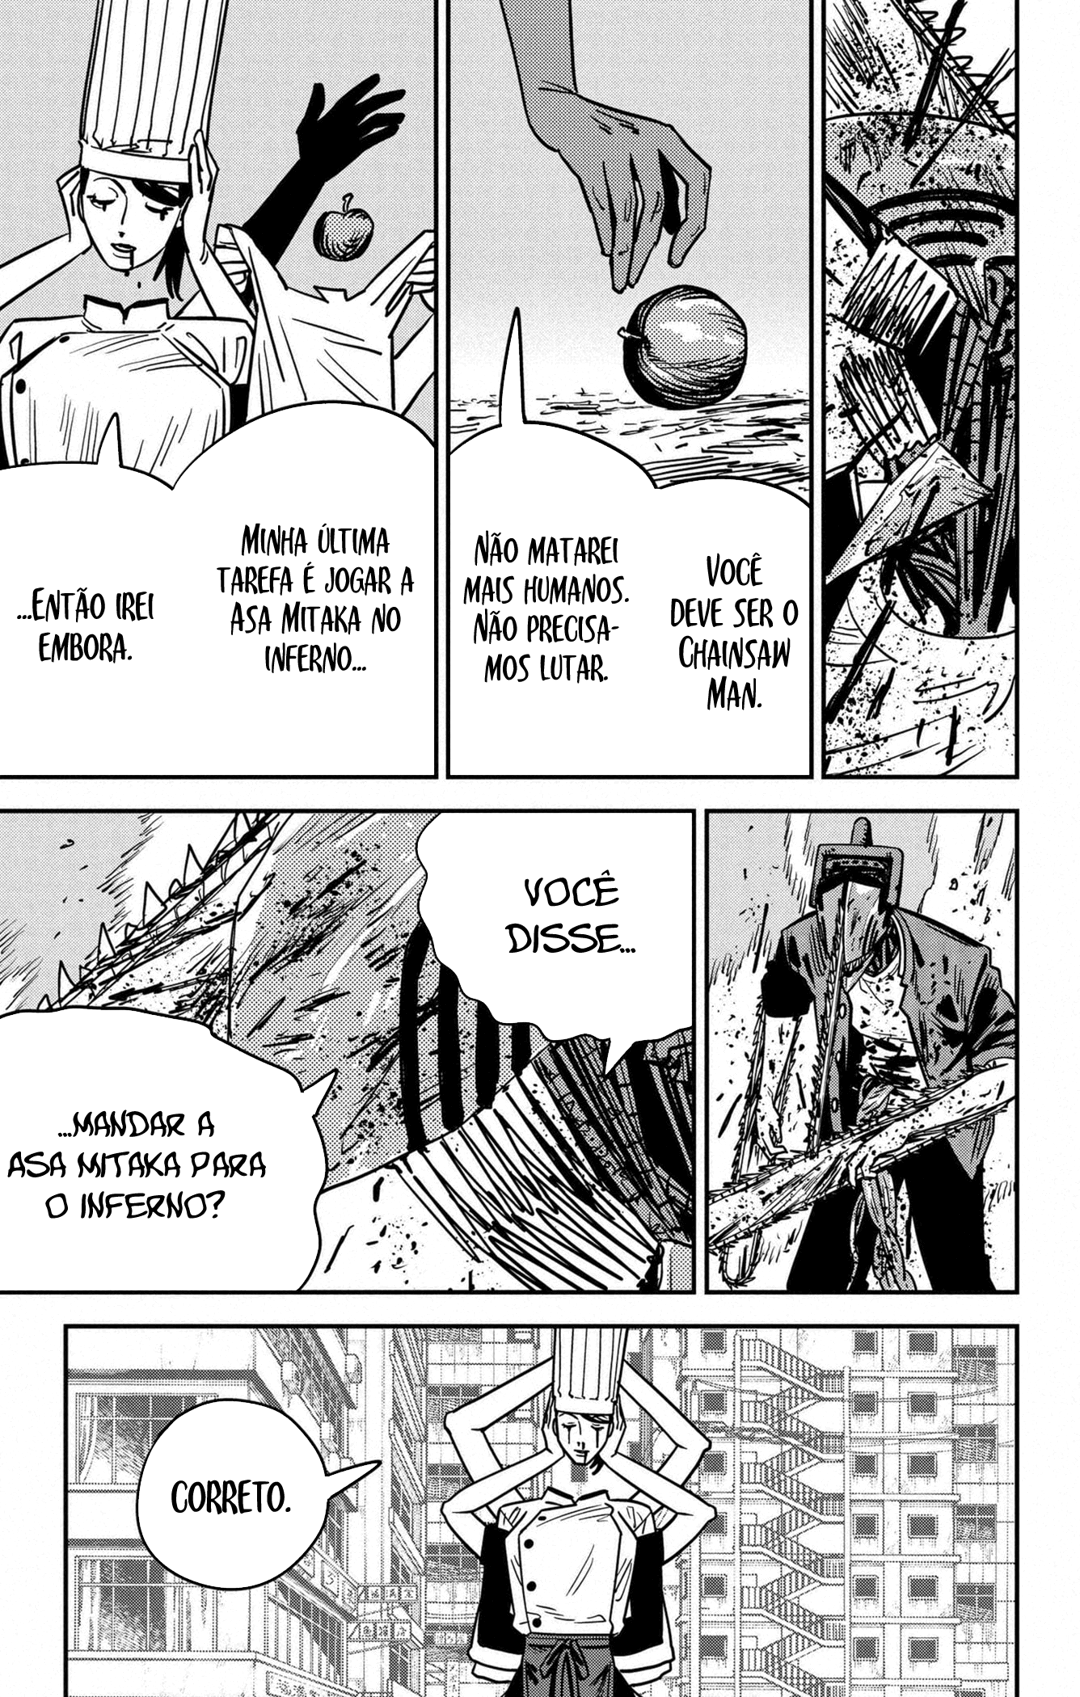 VOCÊ
DEVE SER O
CHAINSAW
MAN.
NÃO MATAREI
MAIS HUMANOS.
NÃO PRECISA-
MOS LUTAR.
MINHA ÚLTIMA
TAREFA É JOGAR A
ASA MITAKA NO
INFERNO...
...ENTÃO IREI
EMBORA.
VOCÊ
DISSE...
...MANDAR A
ASA MITAKA PARA
O INFERNO?
CORRETO.